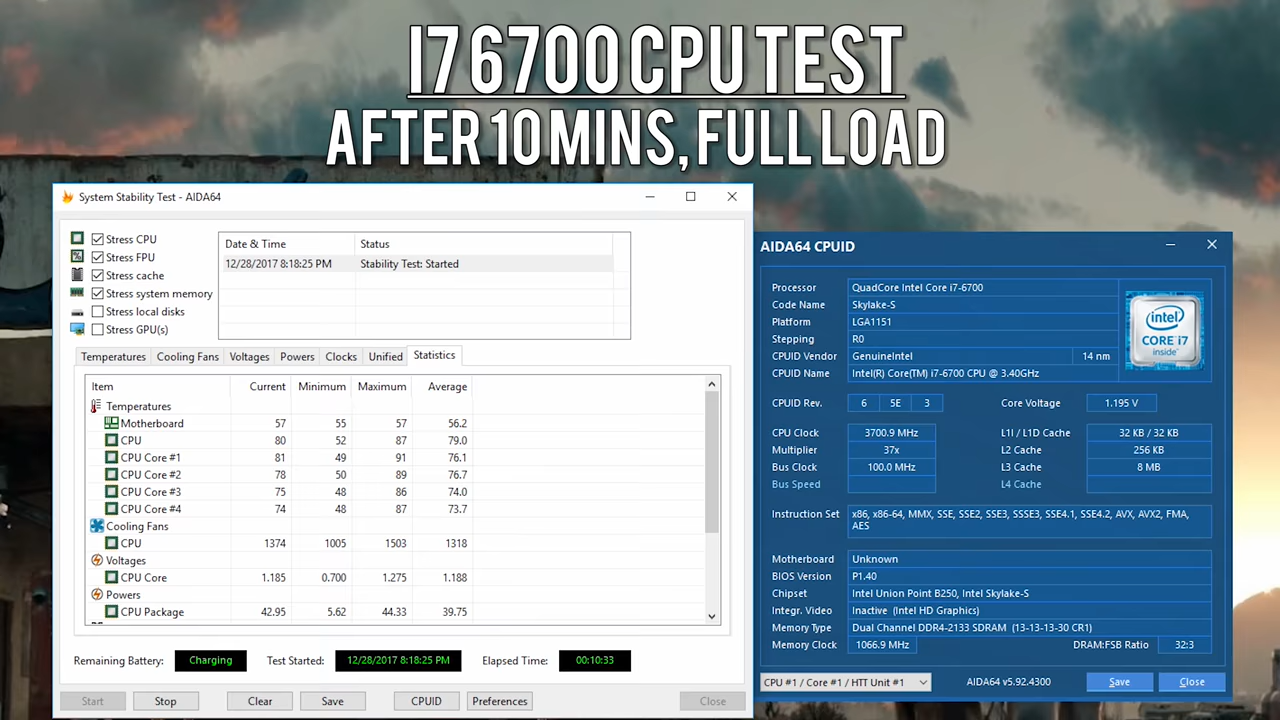 I7 6700 CPU TEST
AFTER 10 MINS, FULL LOAD
System Stability Test - AIDA64
Stress CPU
Stress FPU
Stress cache
Stress system memory
Stress local disks
Stress GPU(s)
Date & Time Status
12/28/2017 8:18:25 PM Stability Test: Started
Temperatures Cooling Fans Voltages Powers Clocks Unified Statistics
Item Current Minimum Maximum Average
Temperatures
Motherboard 57 55 57 56.2
CPU 80 52 87 79.0
CPU Core #1 81 49 91 76.1
CPU Core #2 78 50 89 76.7
CPU Core #3 75 48 86 74.0
CPU Core #4 74 48 87 73.7
Cooling Fans
CPU 1374 1005 1503 1318
Voltages
CPU Core 1.185 0.700 1.275 1.188
Powers
CPU Package 42.95 5.62 44.33 39.75
Remaining Battery: Charging Test Started: 12/28/2017 8:18:25 PM Elapsed Time: 00:10:33
Start Stop Clear Save CPUID Preferences Close
AIDA64 CPUID
Processor QuadCore Intel Core i7-6700
Code Name Skylake-S
Platform LGA1151
Stepping R0
CPUID Vendor GenuineIntel 14 nm
CPUID Name Intel(R) Core(TM) i7-6700 CPU @ 3.40GHz
intel
CORE i7
inside
CPUID Rev. 6 5E 3 Core Voltage 1.195 V
CPU Clock 3700.9 MHz L1I / L1D Cache 32 KB / 32 KB
Multiplier 37x L2 Cache 256 KB
Bus Clock 100.0 MHz L3 Cache 8 MB
Bus Speed L4 Cache
Instruction Set x86, x86-64, MMX, SSE, SSE2, SSE3, SSSE3, SSE4.1, SSE4.2, AVX, AVX2, FMA,
AES
Motherboard Unknown
BIOS Version P1.40
Chipset Intel Union Point B250, Intel Skylake-S
Integr. Video Inactive (Intel HD Graphics)
Memory Type Dual Channel DDR4-2133 SDRAM (13-13-13-30 CR1)
Memory Clock 1066.9 MHz DRAM:FSB Ratio 32:3
CPU #1 / Core #1 / HTT Unit #1 AIDA64 v5.92.4300 Save Close